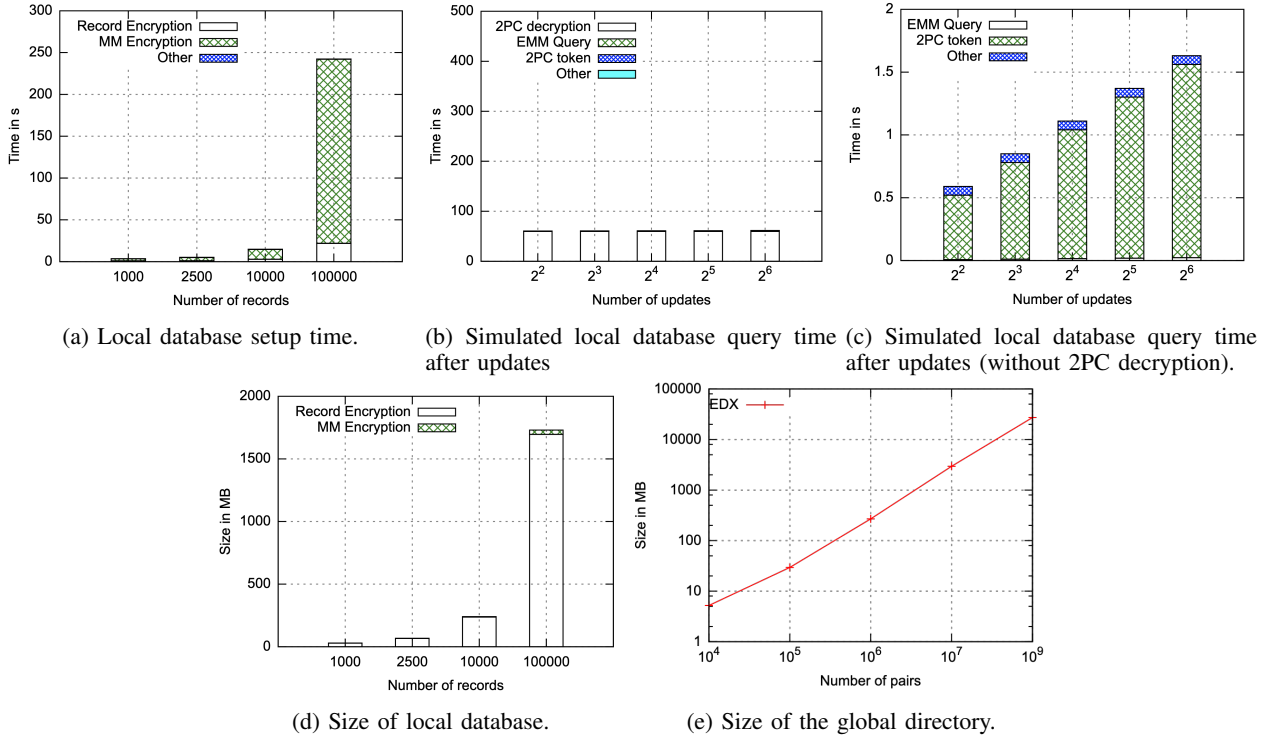 Record Encryption
MM Encryption
Other
300
250
200
150
100
50
0
Time in s
1000 2500 10000 100000
Number of records
(a) Local database setup time.
2PC decryption
EMM Query
2PC token
Other
500
400
300
200
100
0
Time in s
2^2 2^3 2^4 2^5 2^6
Number of updates
(b) Simulated local database query time
after updates
EMM Query
2PC token
Other
2
1.5
1
0.5
0
Time in s
2^2 2^3 2^4 2^5 2^6
Number of updates
(c) Simulated local database query time
after updates (without 2PC decryption).
Record Encryption
MM Encryption
2000
1500
1000
500
0
Size in MB
1000 2500 10000 100000
Number of records
(d) Size of local database.
EDX
100000
10000
1000
100
10
1
Size in MB
10^4 10^5 10^6 10^7 10^9
Number of pairs
(e) Size of the global directory.